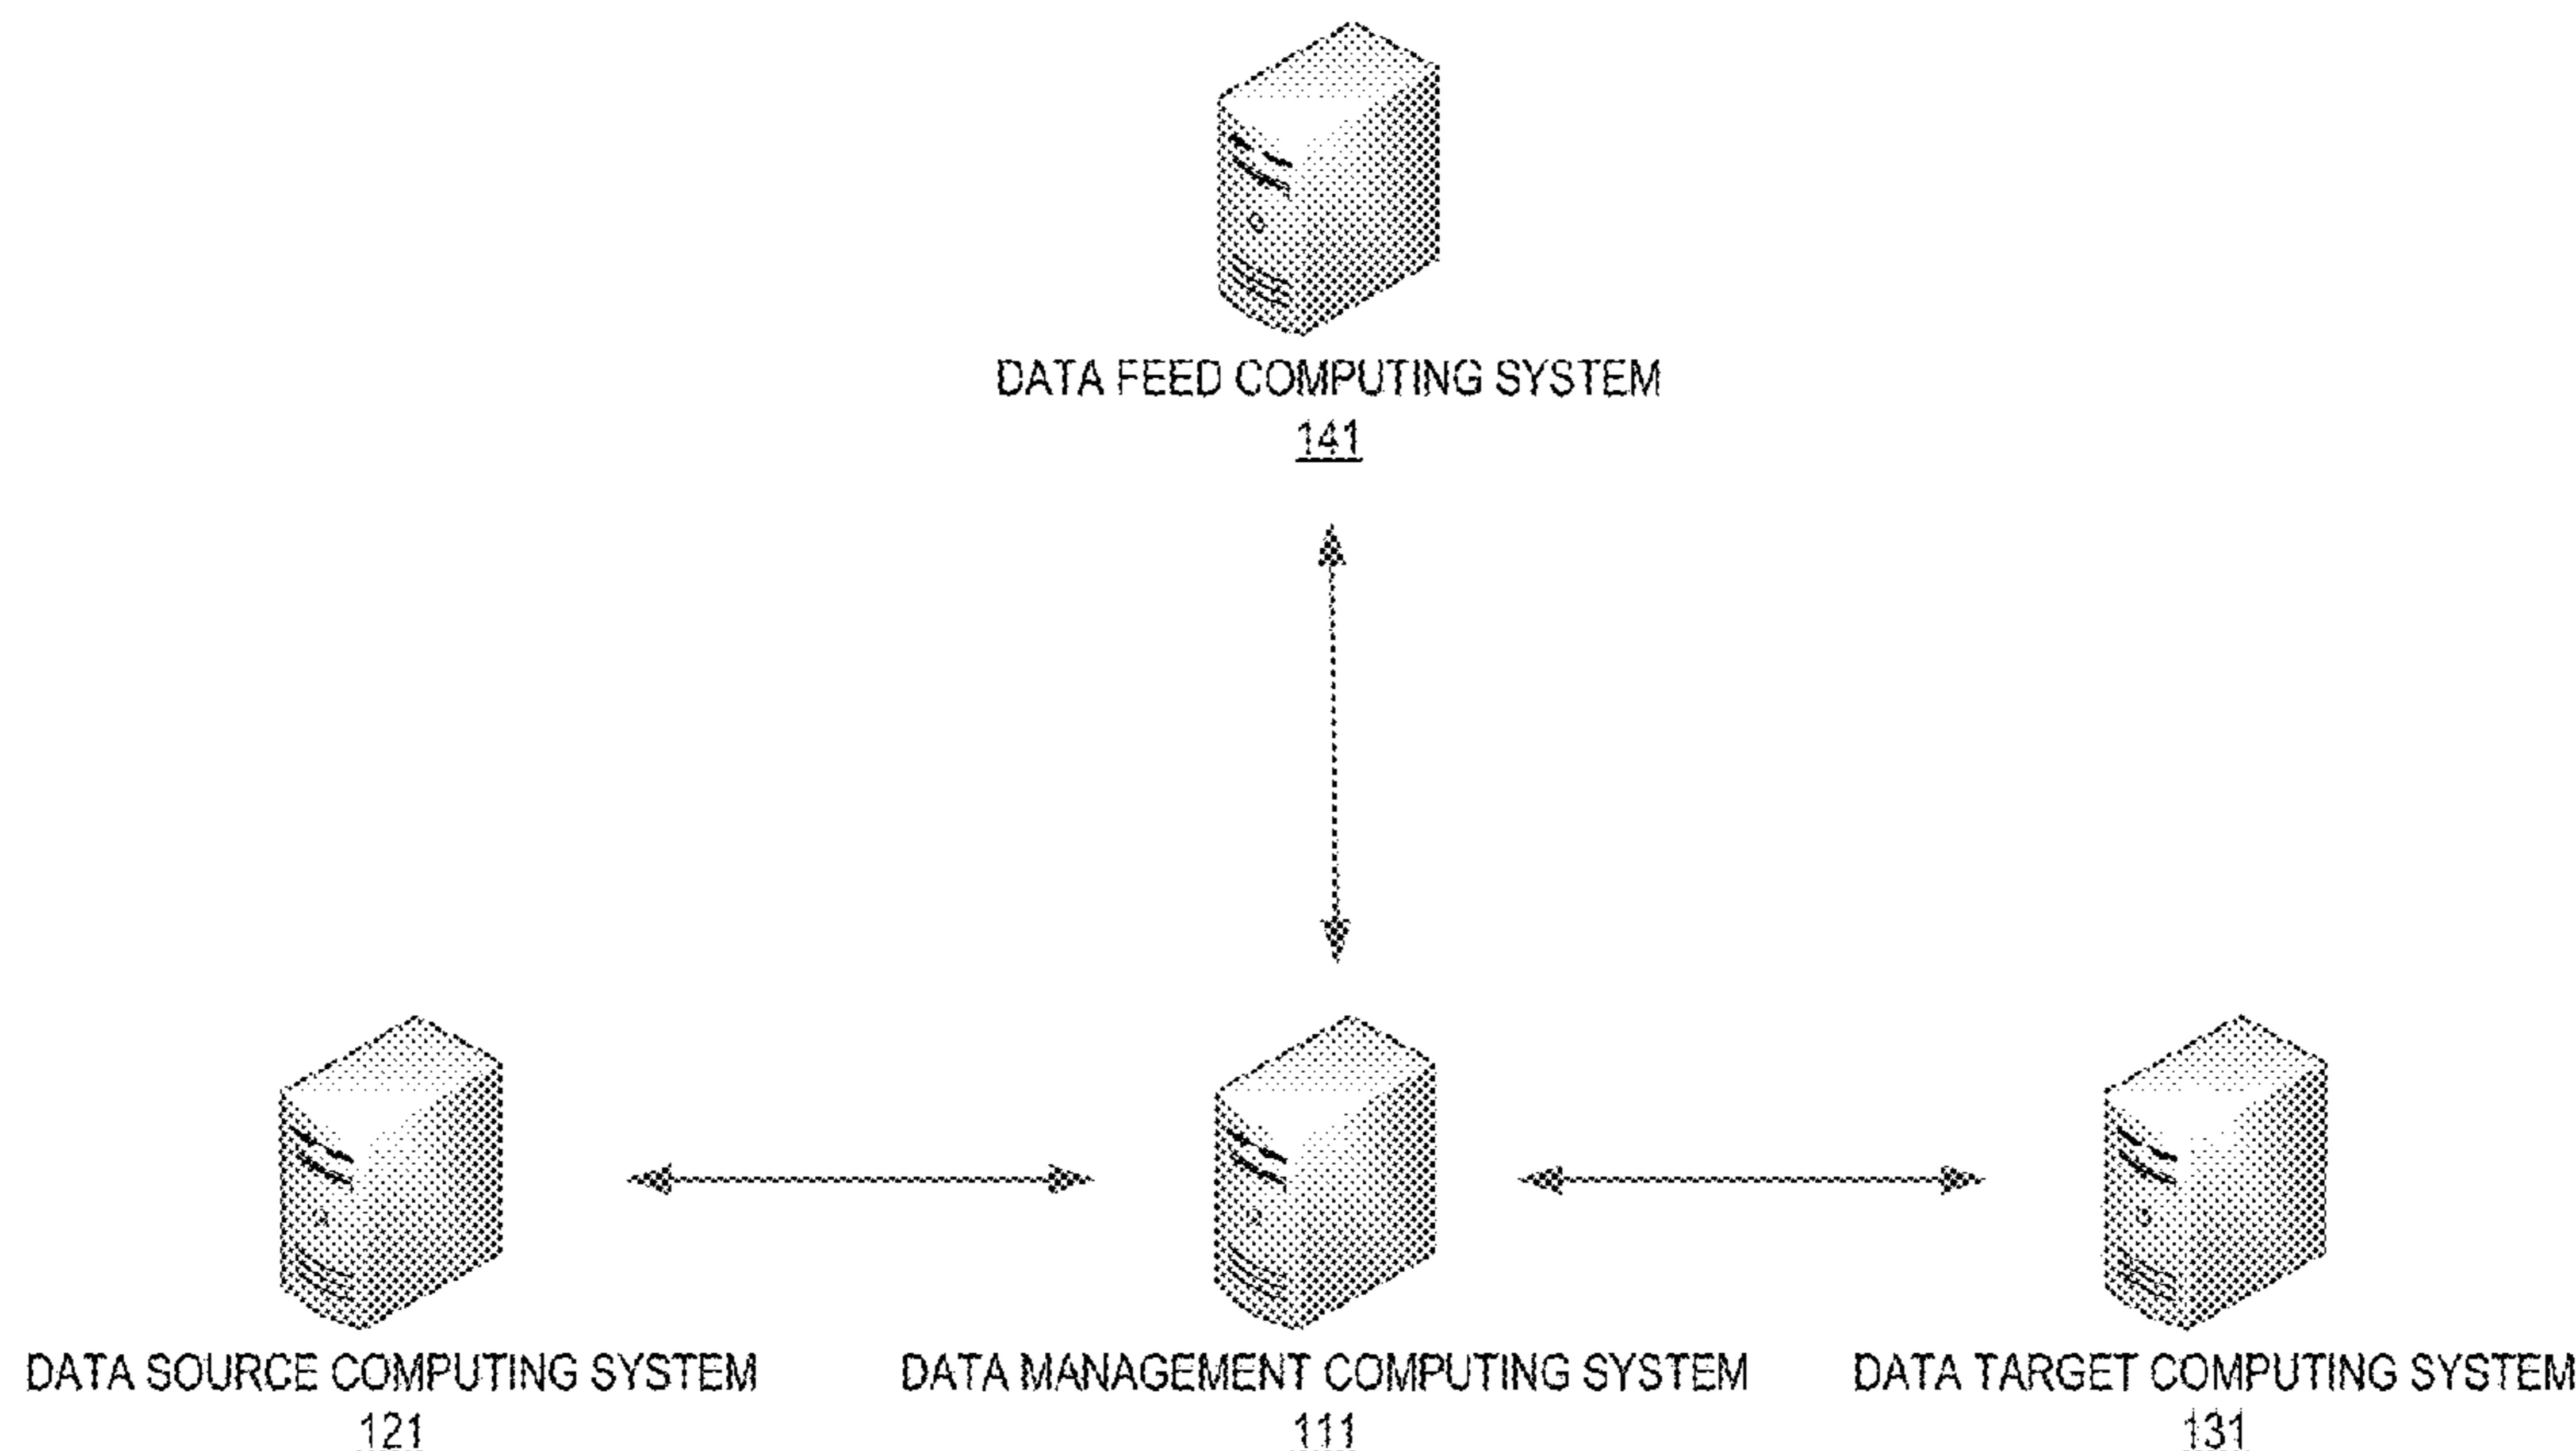 DATA FEED COMPUTING SYSTEM
141
DATA SOURCE COMPUTING SYSTEM
121
DATA MANAGEMENT COMPUTING SYSTEM
111
DATA TARGET COMPUTING SYSTEM
131